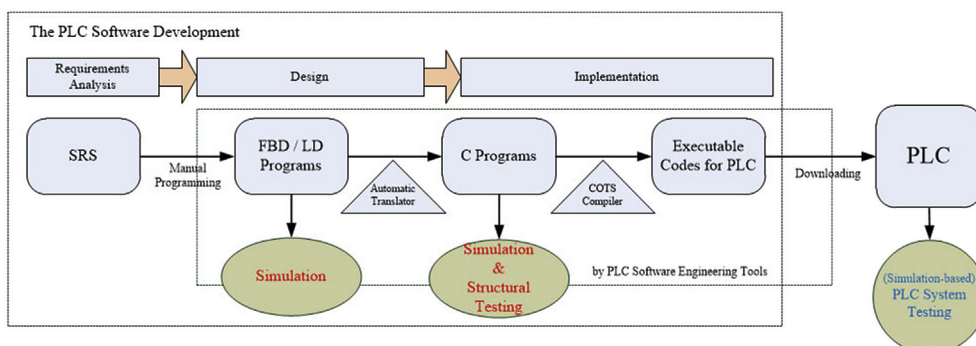 The PLC Software Development
Requirements
Analysis
Design
Implementation
SRS
Manual
Programming
FBD / LD
Programs
Automatic
Translator
C Programs
COTS
Compiler
Executable
Codes for PLC
Downloading
PLC
Simulation
Simulation
&
Structural
Testing
by PLC Software Engineering Tools
(Simulation-based)
PLC System
Testing